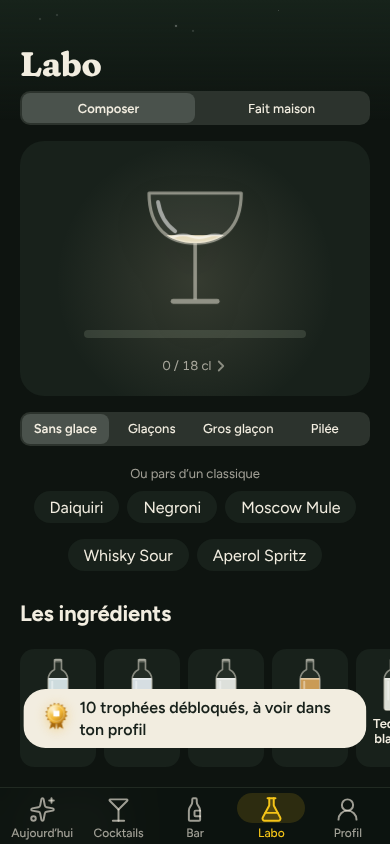 Labo
Composer
Fait maison
0 / 18 cl
Sans glace
Glaçons
Gros glaçon
Pilée
Ou pars d'un classique
Daiquiri
Negroni
Moscow Mule
Whisky Sour
Aperol Spritz
Les ingrédients
10 trophées débloqués, à voir dans
ton profil
Aujourd'hui
Cocktails
Bar
Labo
Profil